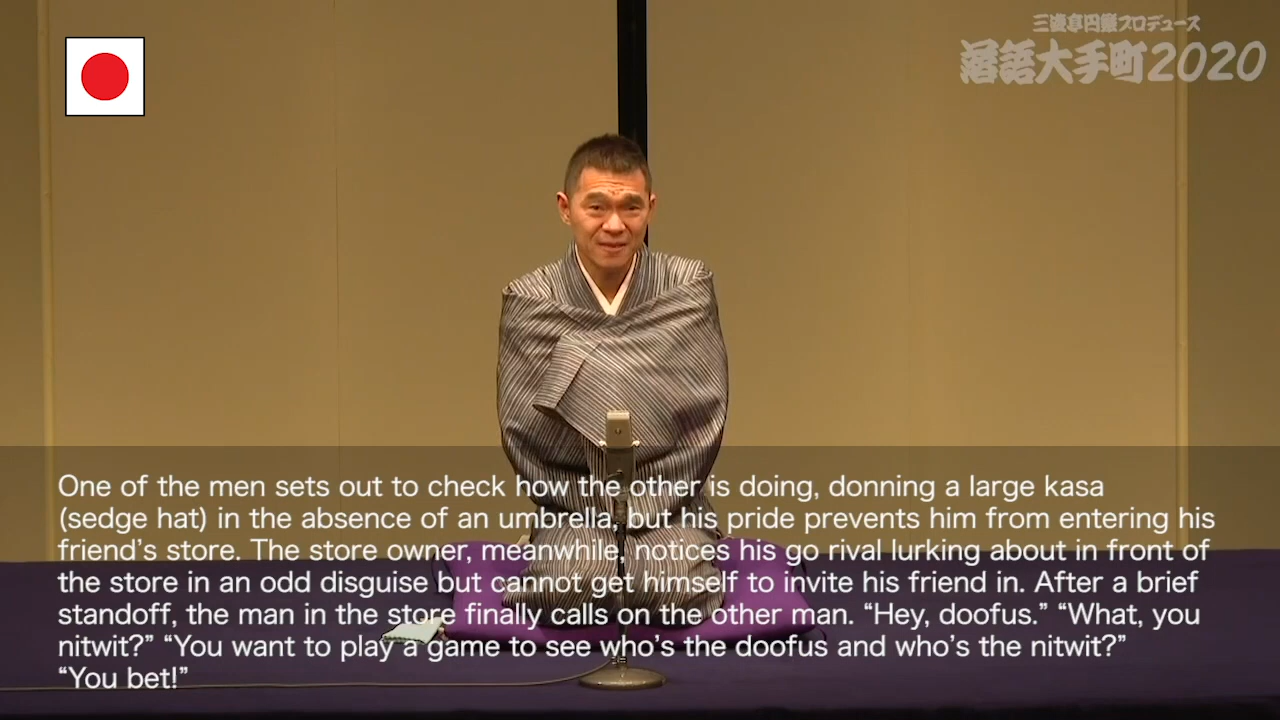 三遊亭円楽プロデュース
落語大手町2020
One of the men sets out to check how the other is doing, donning a large kasa
(sedge hat) in the absence of an umbrella, but his pride prevents him from entering his
friend’s store. The store owner, meanwhile, notices his go rival lurking about in front of
the store in an odd disguise but cannot get himself to invite his friend in. After a brief
standoff, the man in the store finally calls on the other man. “Hey, doofus.” “What, you
nitwit?” “You want to play a game to see who’s the doofus and who’s the nitwit?”
“You bet!”